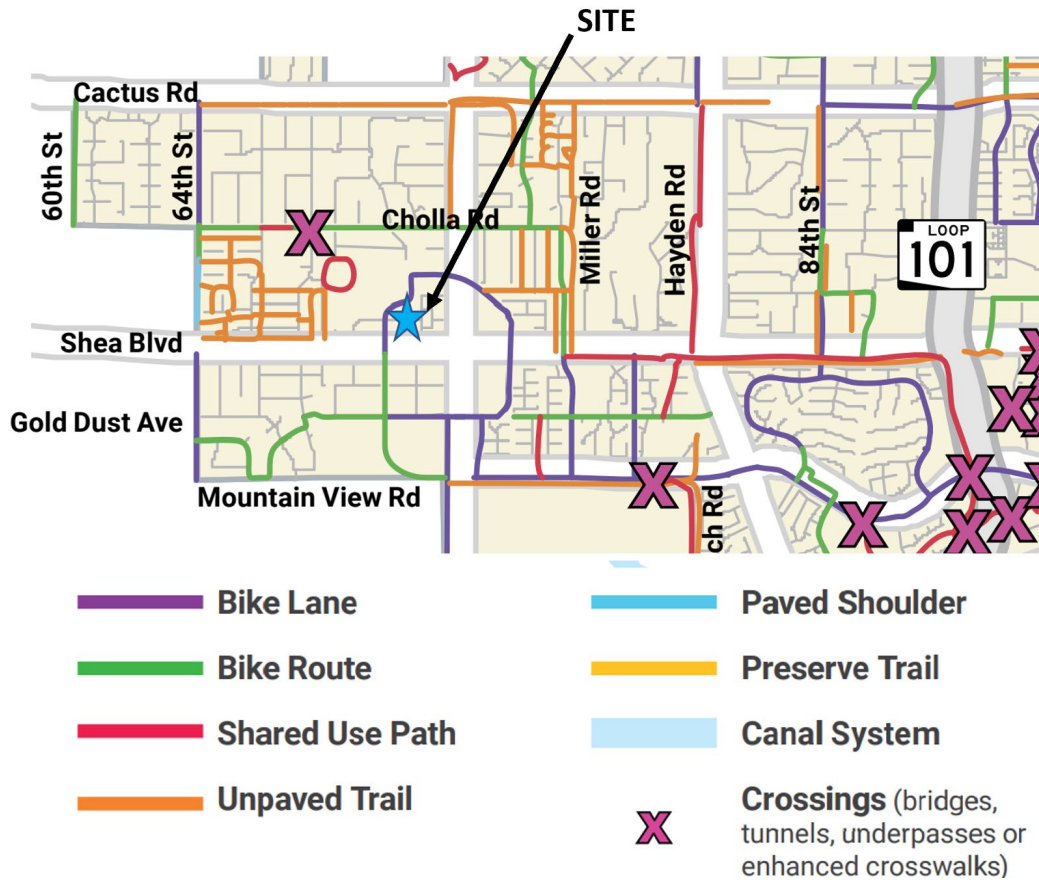 SITE
Cactus Rd
60th St
64th St
Cholla Rd
Miller Rd
Hayden Rd
84th St
LOOP
101
Shea Blvd
Gold Dust Ave
Mountain View Rd
ch Rd
Bike Lane
Paved Shoulder
Bike Route
Preserve Trail
Shared Use Path
Canal System
Unpaved Trail
X
Crossings (bridges,
tunnels, underpasses or
enhanced crosswalks)